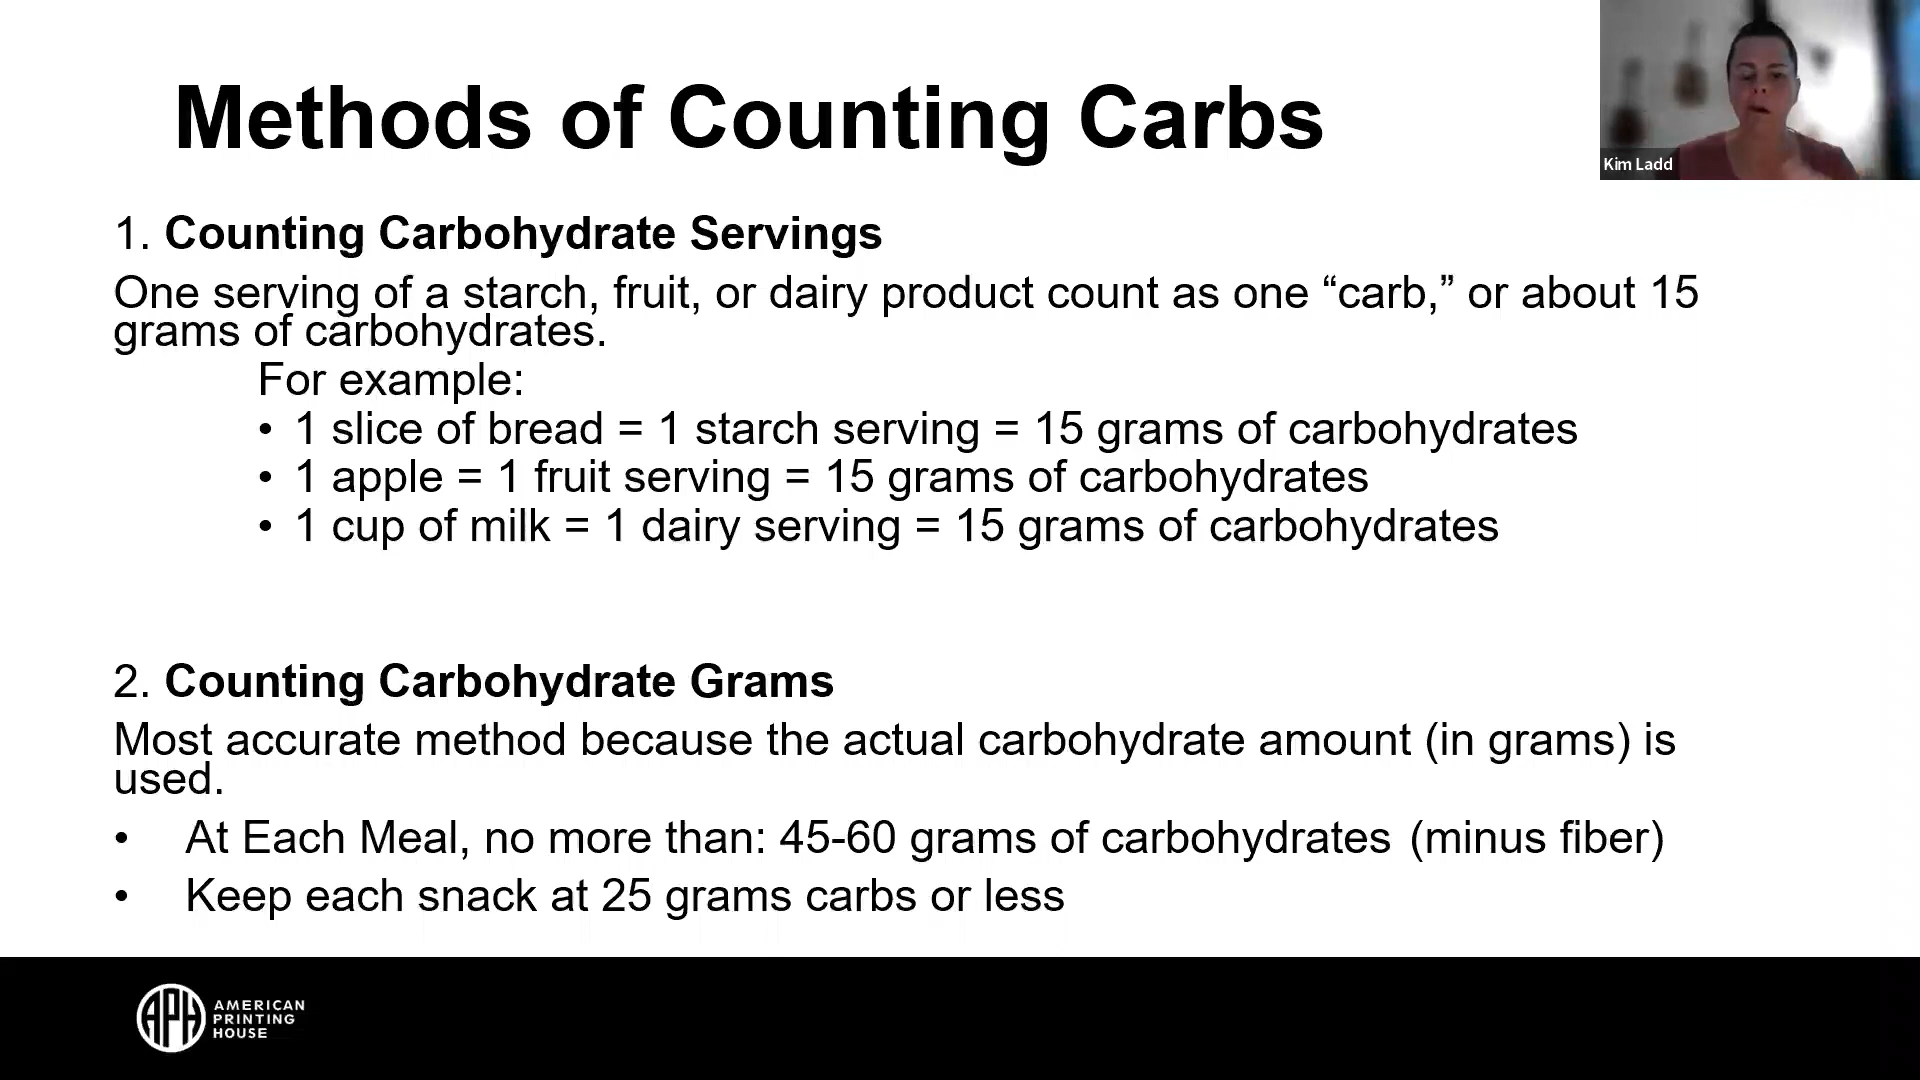 Methods of Counting Carbs
Kim Ladd
1. Counting Carbohydrate Servings
One serving of a starch, fruit, or dairy product count as one “carb,” or about 15
grams of carbohydrates.
For example:
• 1 slice of bread = 1 starch serving = 15 grams of carbohydrates
• 1 apple = 1 fruit serving = 15 grams of carbohydrates
• 1 cup of milk = 1 dairy serving = 15 grams of carbohydrates
2. Counting Carbohydrate Grams
Most accurate method because the actual carbohydrate amount (in grams) is
used.
• At Each Meal, no more than: 45-60 grams of carbohydrates (minus fiber)
• Keep each snack at 25 grams carbs or less
APH
AMERICAN
PRINTING
HOUSE